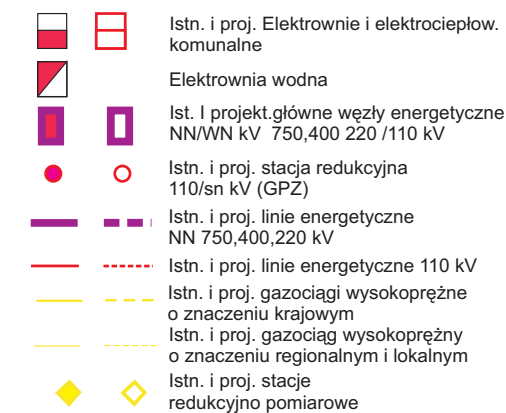 Istn. i proj. Elektrownie i elektrociepłow.
komunalne
Elektrownia wodna
Ist. I projekt.główne węzły energetyczne
NN/WN kV 750,400 220 /110 kV
Istn. i proj. stacja redukcyjna
110/sn kV (GPZ)
Istn. i proj. linie energetyczne
NN 750,400,220 kV
Istn. i proj. linie energetyczne 110 kV
Istn. i proj. gazociągi wysokoprężne
o znaczeniu krajowym
Istn. i proj. gazociąg wysokoprężny
o znaczeniu regionalnym i lokalnym
Istn. i proj. stacje
redukcyjno pomiarowe